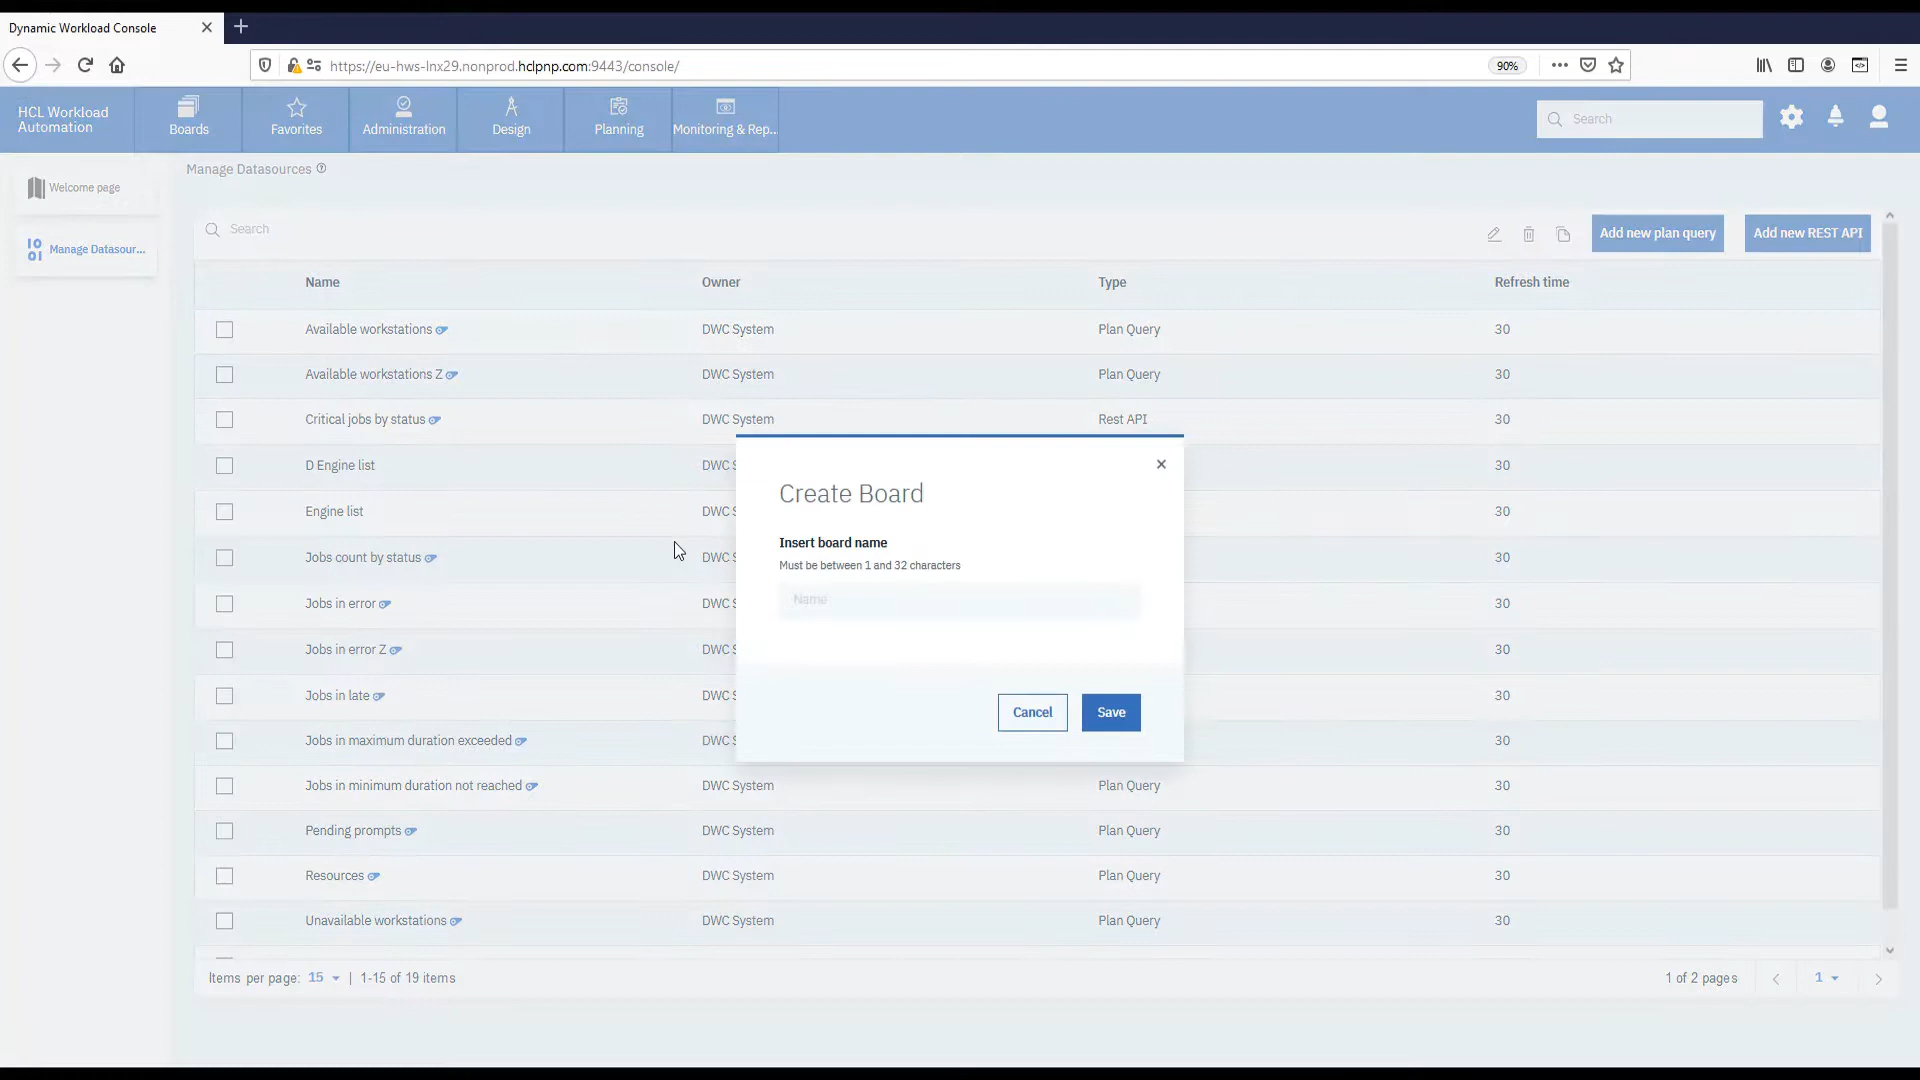 Dynamic Workload Console
https://eu-hws-lnx29.nonprod.hclpnp.com:9443/console/
90%
HCL Workload
Automation
Boards
Favorites
Administration
Design
Planning
Monitoring & Rep..
Search
Welcome page
Manage Datasour...
Manage Datasources
Search
Add new plan query
Add new REST API
Name Owner Type Refresh time
Available workstations DWC System Plan Query 30
Available workstations Z DWC System Plan Query 30
Critical jobs by status DWC System Rest API 30
D Engine list DWC S 30
Engine list DWC S 30
Jobs count by status DWC S 30
Jobs in error DWC S 30
Jobs in error Z DWC S 30
Jobs in late DWC S 30
Jobs in maximum duration exceeded DWC S 30
Jobs in minimum duration not reached DWC System Plan Query 30
Pending prompts DWC System Plan Query 30
Resources DWC System Plan Query 30
Unavailable workstations DWC System Plan Query 30
Create Board
Insert board name
Must be between 1 and 32 characters
Name
Cancel
Save
Items per page: 15 | 1-15 of 19 items
1 of 2 pages
1